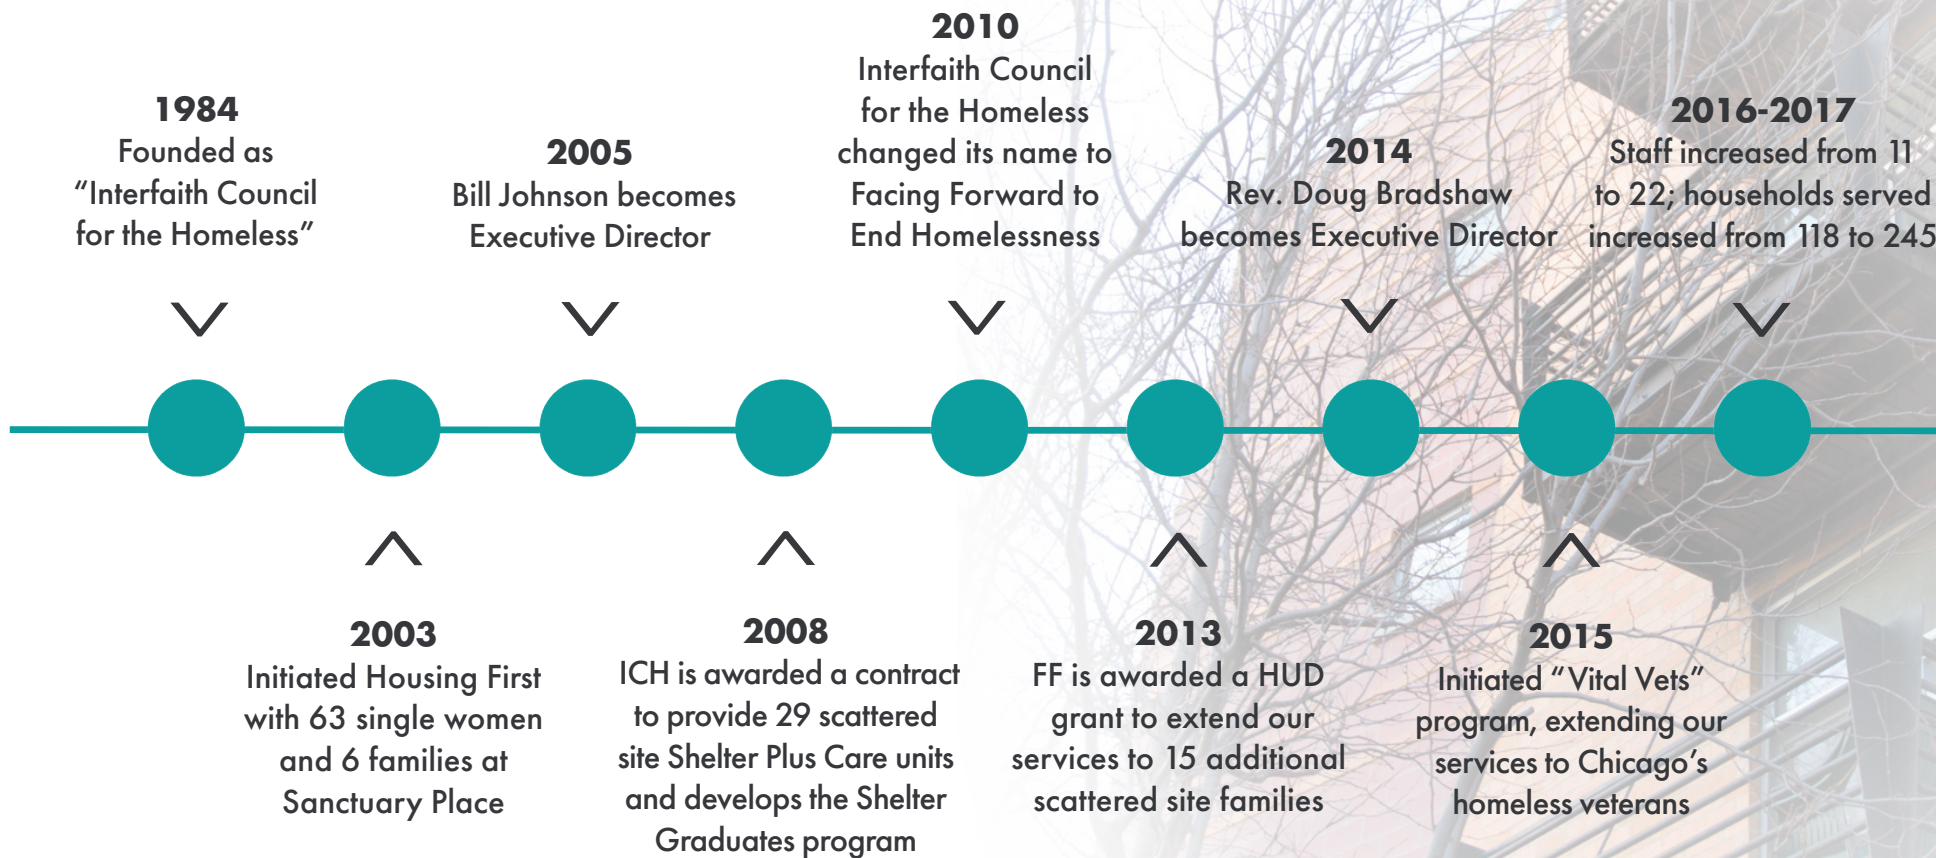 1984
Founded as
“Interfaith Council
for the Homeless”
2003
Initiated Housing First
with 63 single women
and 6 families at
Sanctuary Place
2005
Bill Johnson becomes
Executive Director
2008
ICH is awarded a contract
to provide 29 scattered
site Shelter Plus Care units
and develops the Shelter
Graduates program
2010
Interfaith Council
for the Homeless
changed its name to
Facing Forward to
End Homelessness
2013
FF is awarded a HUD
grant to extend our
services to 15 additional
scattered site families
2014
Rev. Doug Bradshaw
becomes Executive Director
2015
Initiated “Vital Vets”
program, extending our
services to Chicago’s
homeless veterans
2016-2017
Staff increased from 11
to 22; households served
increased from 118 to 245